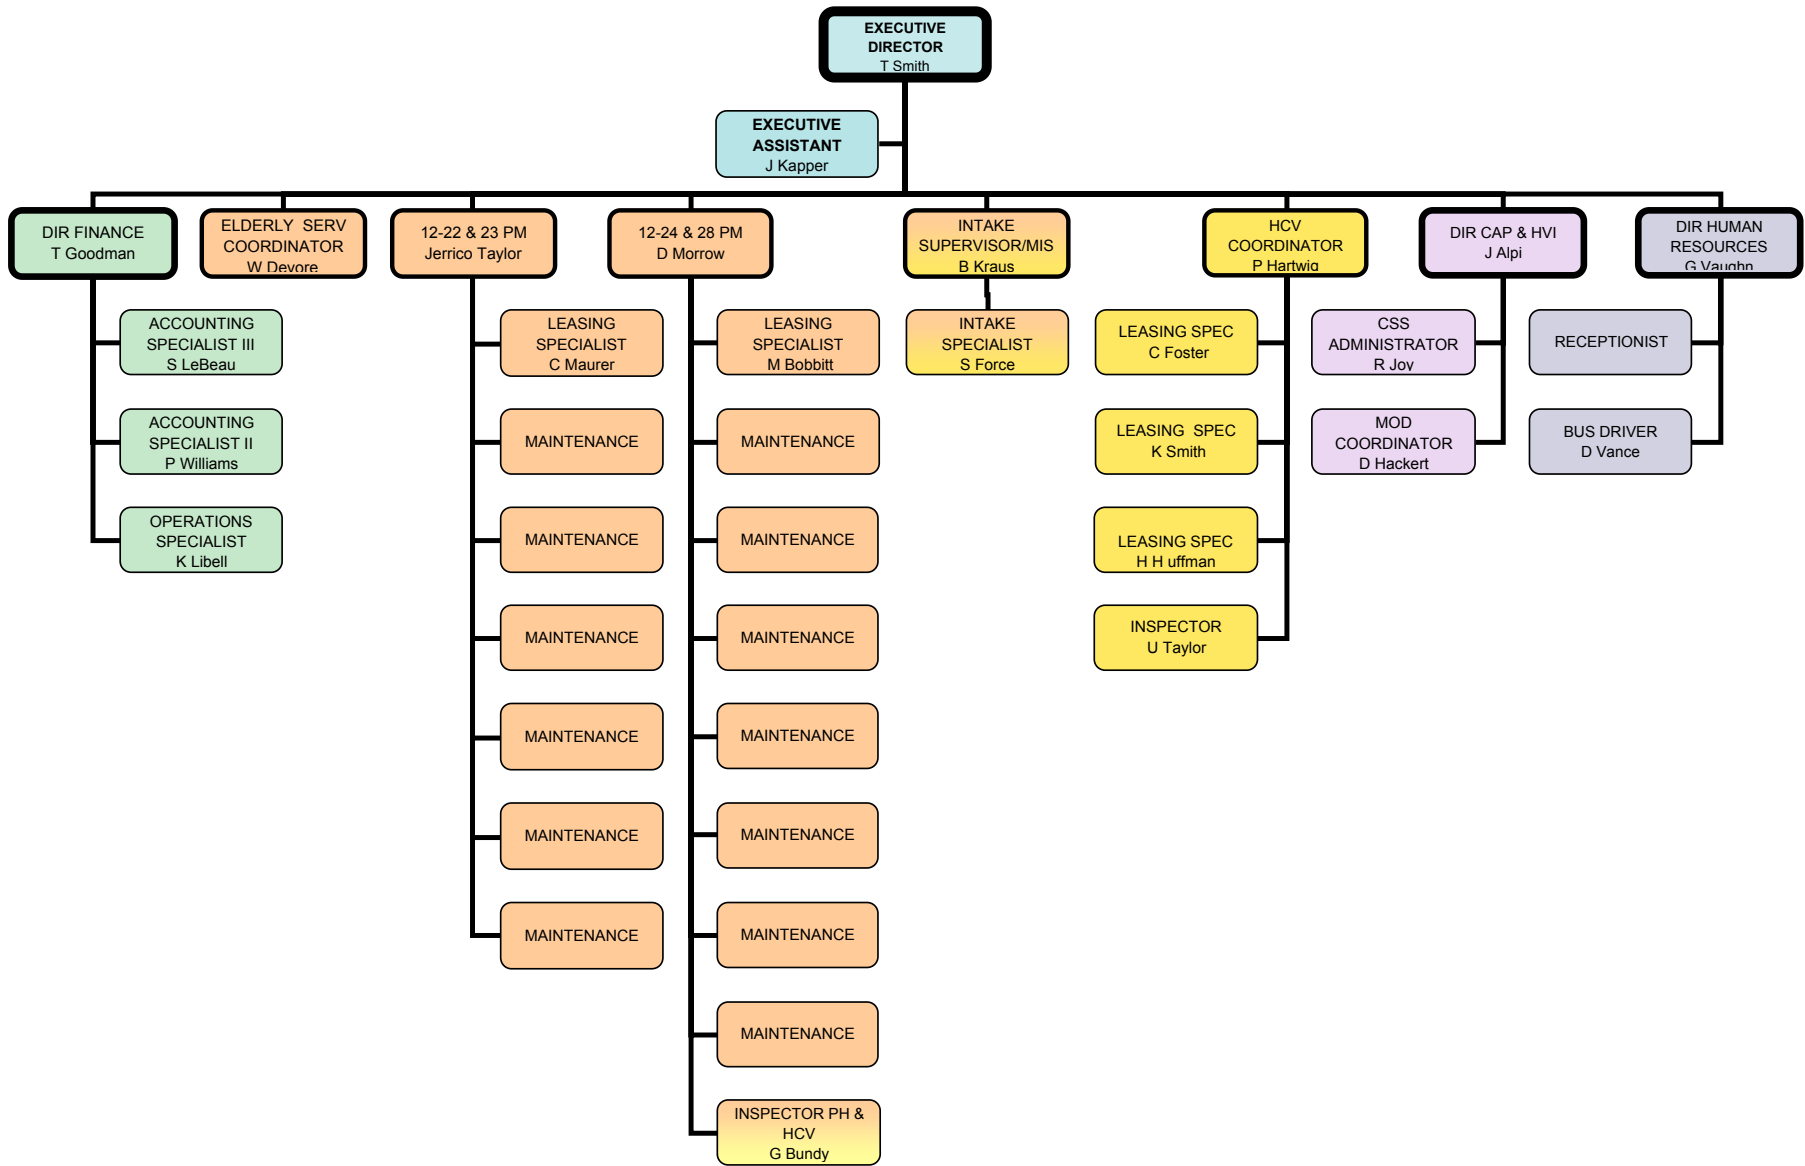 EXECUTIVE
DIRECTOR
T Smith
EXECUTIVE
ASSISTANT
J Kapper
DIR FINANCE
T Goodman
ELDERLY SERV
COORDINATOR
W Devore
12-22 & 23 PM
Jerrico Taylor
12-24 & 28 PM
D Morrow
INTAKE
SUPERVISOR/MIS
B Kraus
HCV
COORDINATOR
P Hartwig
DIR CAP & HVI
J Alpi
DIR HUMAN
RESOURCES
G Vaughn
ACCOUNTING
SPECIALIST III
S LeBeau
LEASING
SPECIALIST
C Maurer
LEASING
SPECIALIST
M Bobbitt
INTAKE
SPECIALIST
S Force
LEASING SPEC
C Foster
CSS
ADMINISTRATOR
R Joy
RECEPTIONIST
ACCOUNTING
SPECIALIST II
P Williams
MAINTENANCE
MAINTENANCE
LEASING SPEC
K Smith
MOD
COORDINATOR
D Hackert
BUS DRIVER
D Vance
OPERATIONS
SPECIALIST
K Libell
MAINTENANCE
MAINTENANCE
LEASING SPEC
H H uffman
MAINTENANCE
MAINTENANCE
INSPECTOR
U Taylor
MAINTENANCE
MAINTENANCE
MAINTENANCE
MAINTENANCE
MAINTENANCE
MAINTENANCE
MAINTENANCE
INSPECTOR PH &
HCV
G Bundy